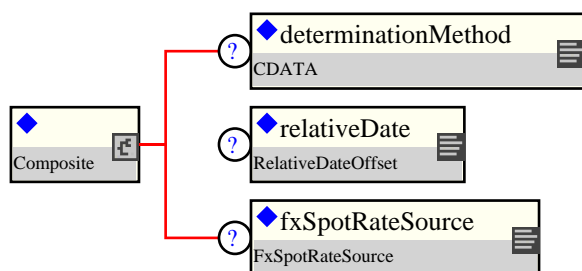 determinationMethod
?
CDATA
Composite
relativeDate
?
RelativeDateOffset
fxSpotRateSource
?
FxSpotRateSource